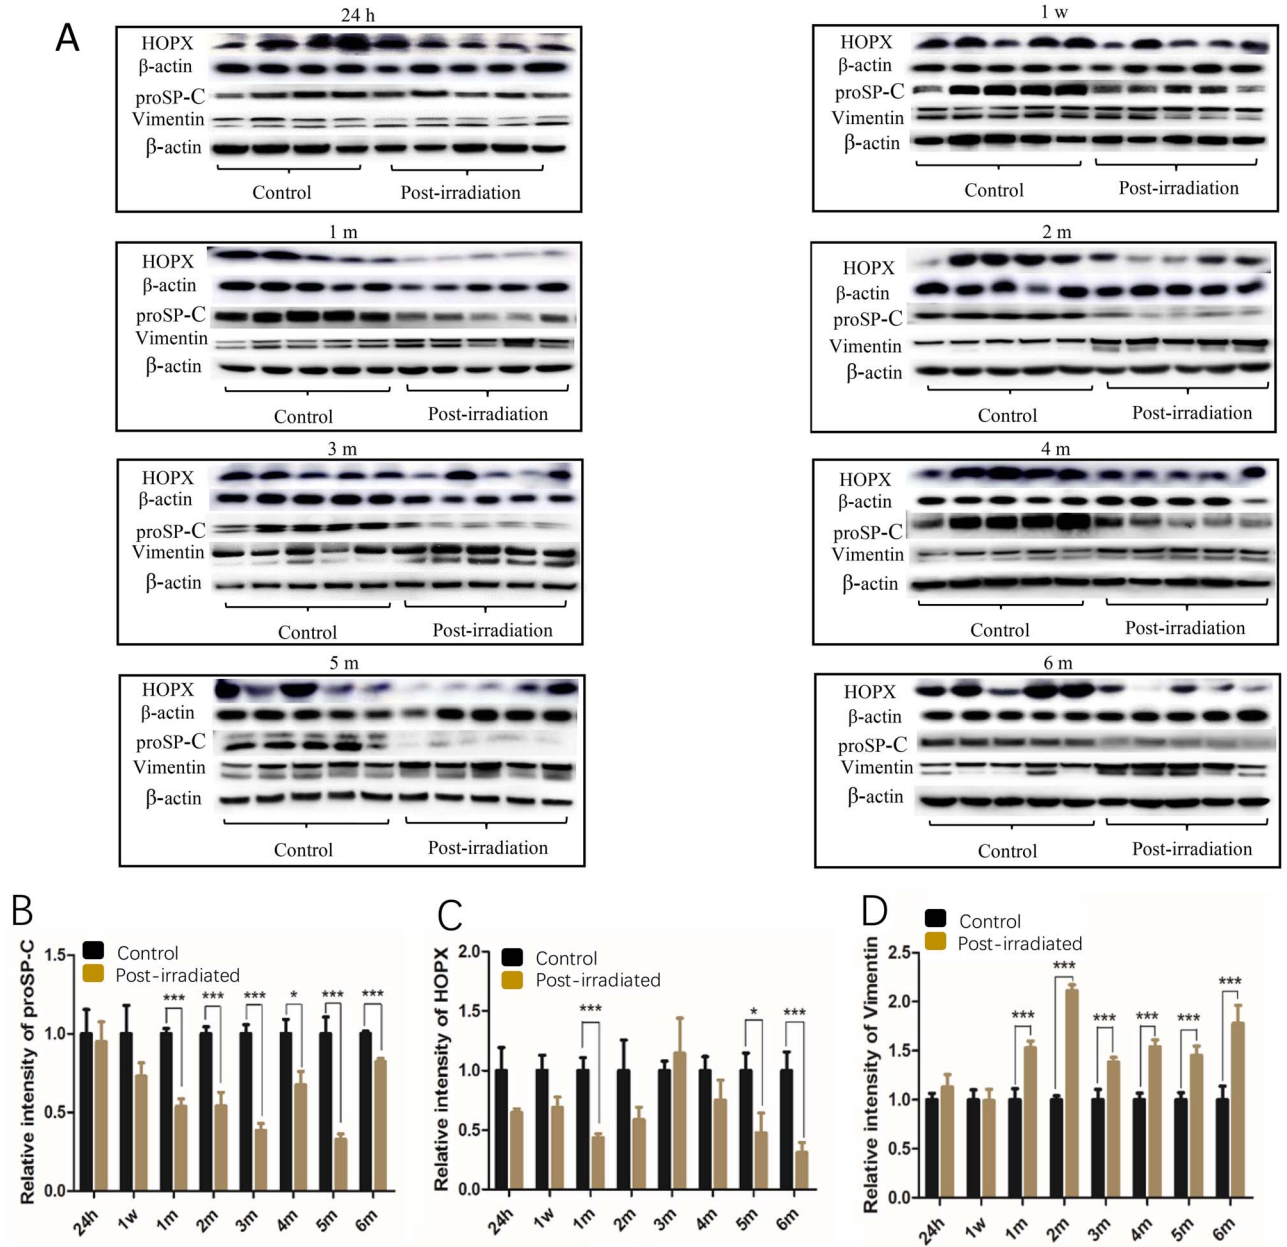 A
24 h
HOPX
β-actin
proSP-C
Vimentin
β-actin
Control Post-irradiation
1 w
HOPX
β-actin
proSP-C
Vimentin
β-actin
Control Post-irradiation
1 m
HOPX
β-actin
proSP-C
Vimentin
β-actin
Control Post-irradiation
2 m
HOPX
β-actin
proSP-C
Vimentin
β-actin
Control Post-irradiation
3 m
HOPX
β-actin
proSP-C
Vimentin
β-actin
Control Post-irradiation
4 m
HOPX
β-actin
proSP-C
Vimentin
β-actin
Control Post-irradiation
5 m
HOPX
β-actin
proSP-C
Vimentin
β-actin
Control Post-irradiation
6 m
HOPX
β-actin
proSP-C
Vimentin
β-actin
Control Post-irradiation
B
Control
Post-irradiated
Relative intensity of proSP-C
1.5
1.0
0.5
0.0
*** *** *** * *** ***
24h 1w 1m 2m 3m 4m 5m 6m
C
Control
Post-irradiated
Relative intensity of HOPX
2.0
1.5
1.0
0.5
0.0
*** * ***
24h 1w 1m 2m 3m 4m 5m 6m
D
Control
Post-irradiated
Relative intensity of Vimentin
2.5
2.0
1.5
1.0
0.5
0.0
*** *** *** *** *** ***
24h 1w 1m 2m 3m 4m 5m 6m